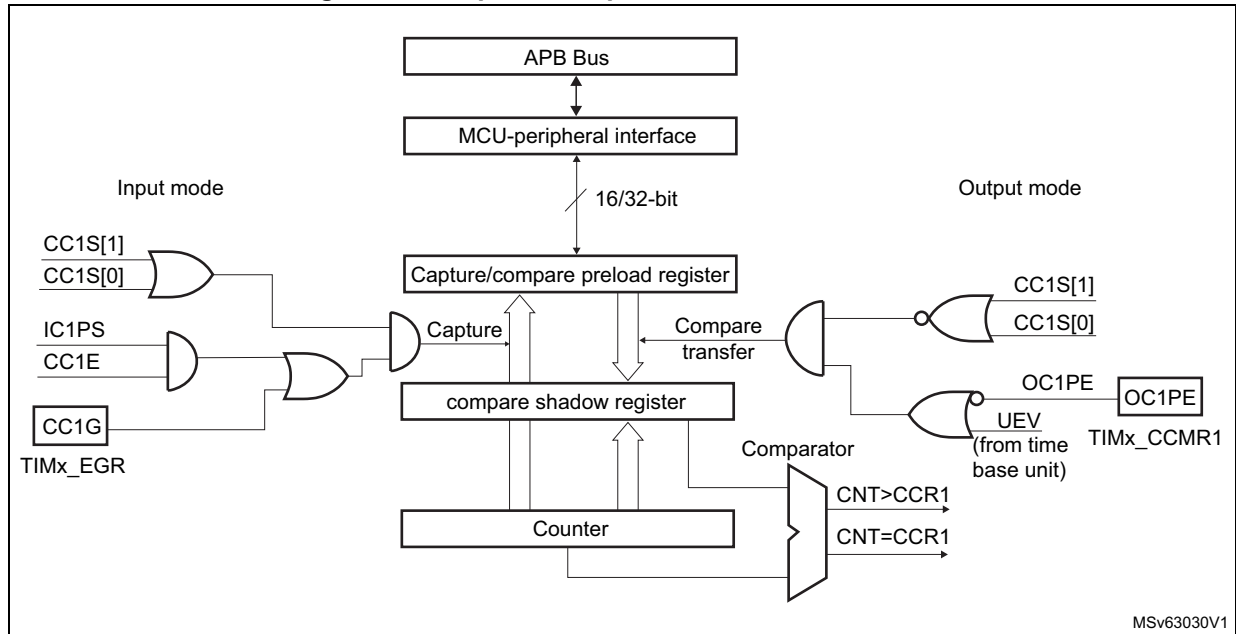 APB Bus
MCU-peripheral interface
Input mode
16/32-bit
Output mode
CC1S[1]
CC1S[0]
Capture/compare preload register
CC1S[1]
CC1S[0]
IC1PS
CC1E
Capture
Compare
transfer
CC1G
TIMx_EGR
compare shadow register
OC1PE
OC1PE
UEV
(from time
base unit)
TIMx_CCMR1
Comparator
CNT>CCR1
Counter
CNT=CCR1
MSv63030V1